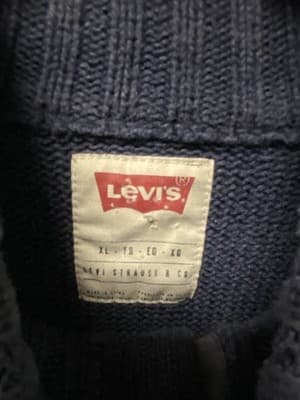 LEVI'S ®
XL - TG - EG - XG
LEVI STRAUSS & CO